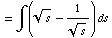 = ∫ (√s − 1/√s) ds